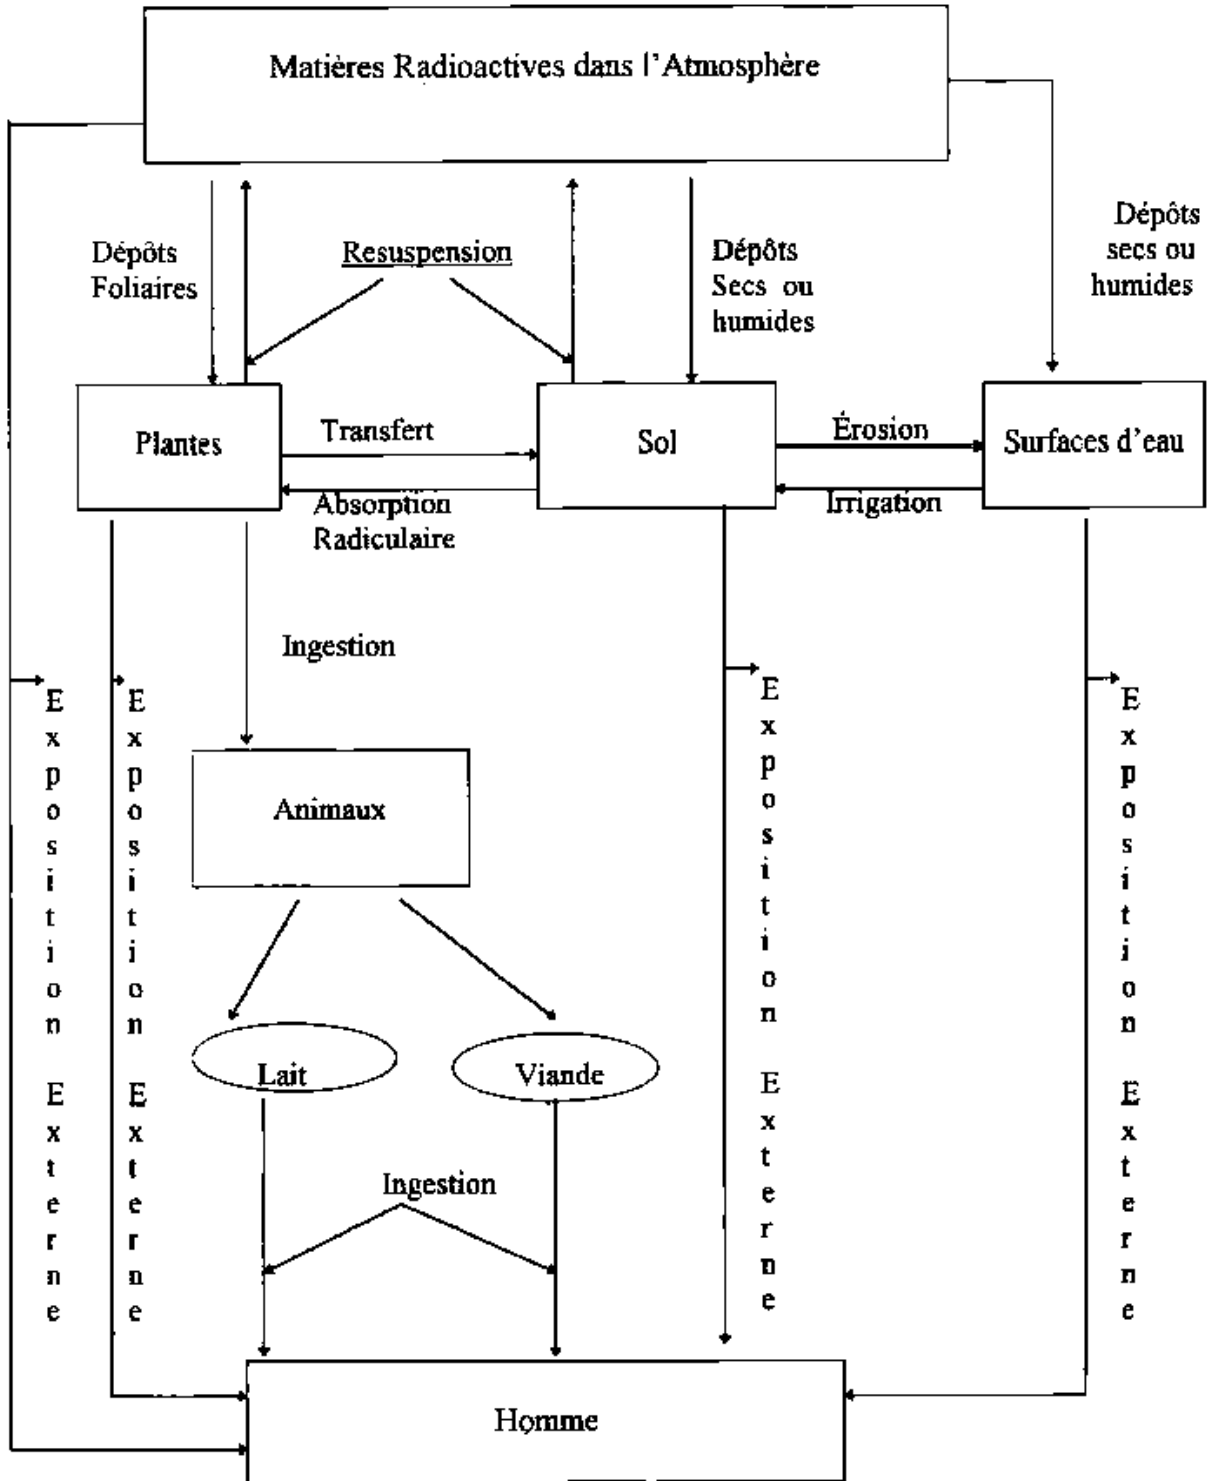 Matières Radioactives dans l'Atmosphère
Dépôts
Foliaires
Resuspension
Dépôts
Secs ou
humides
Dépôts
secs ou
humides
Plantes
Transfert
Absorption
Radiculaire
Sol
Érosion
Irrigation
Surfaces d'eau
Ingestion
Exposition Externe
Exposition Externe
Exposition Externe
Exposition Externe
Animaux
Lait
Viande
Ingestion
Homme